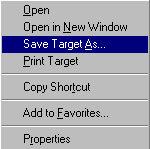 Open
Open in New Window
Save Target As...
Print Target
Copy Shortcut
Add to Favorites...
Properties